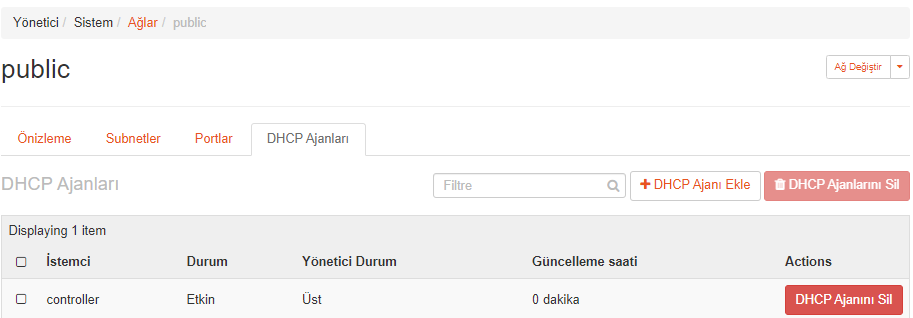 Yönetici / Sistem / Ağlar / public
public
Ağ Değiştir
Önizleme Subnetler Portlar DHCP Ajanları
DHCP Ajanları Filtre DHCP Ajanı Ekle DHCP Ajanlarını Sil
Displaying 1 item
İstemci Durum Yönetici Durum Güncelleme saati Actions
controller Etkin Üst 0 dakika DHCP Ajanını Sil